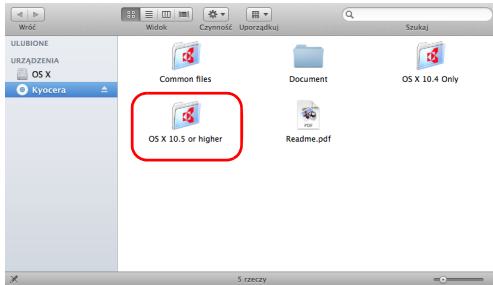 Wróć
Widok
Czynność
Uporządkuj
Szukaj
ULUBIONE
URZĄDZENIA
OS X
Kyocera
Common files
Document
OS X 10.4 Only
OS X 10.5 or higher
PDF
Readme.pdf
5 rzeczy